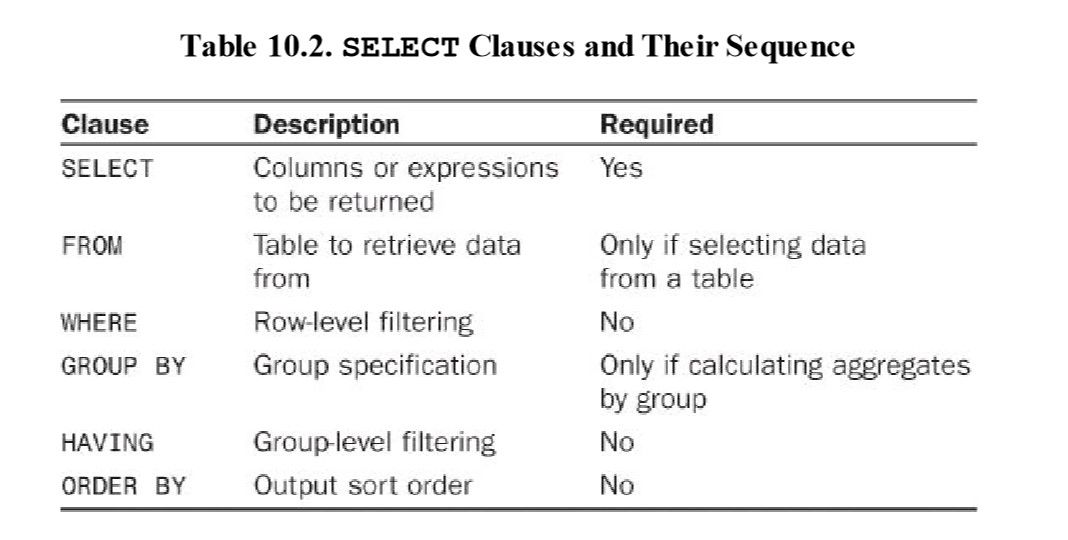 Table 10.2. SELECT Clauses and Their Sequence
Clause Description Required
SELECT Columns or expressions Yes
to be returned
FROM Table to retrieve data Only if selecting data
from from a table
WHERE Row-level filtering No
GROUP BY Group specification Only if calculating aggregates
by group
HAVING Group-level filtering No
ORDER BY Output sort order No